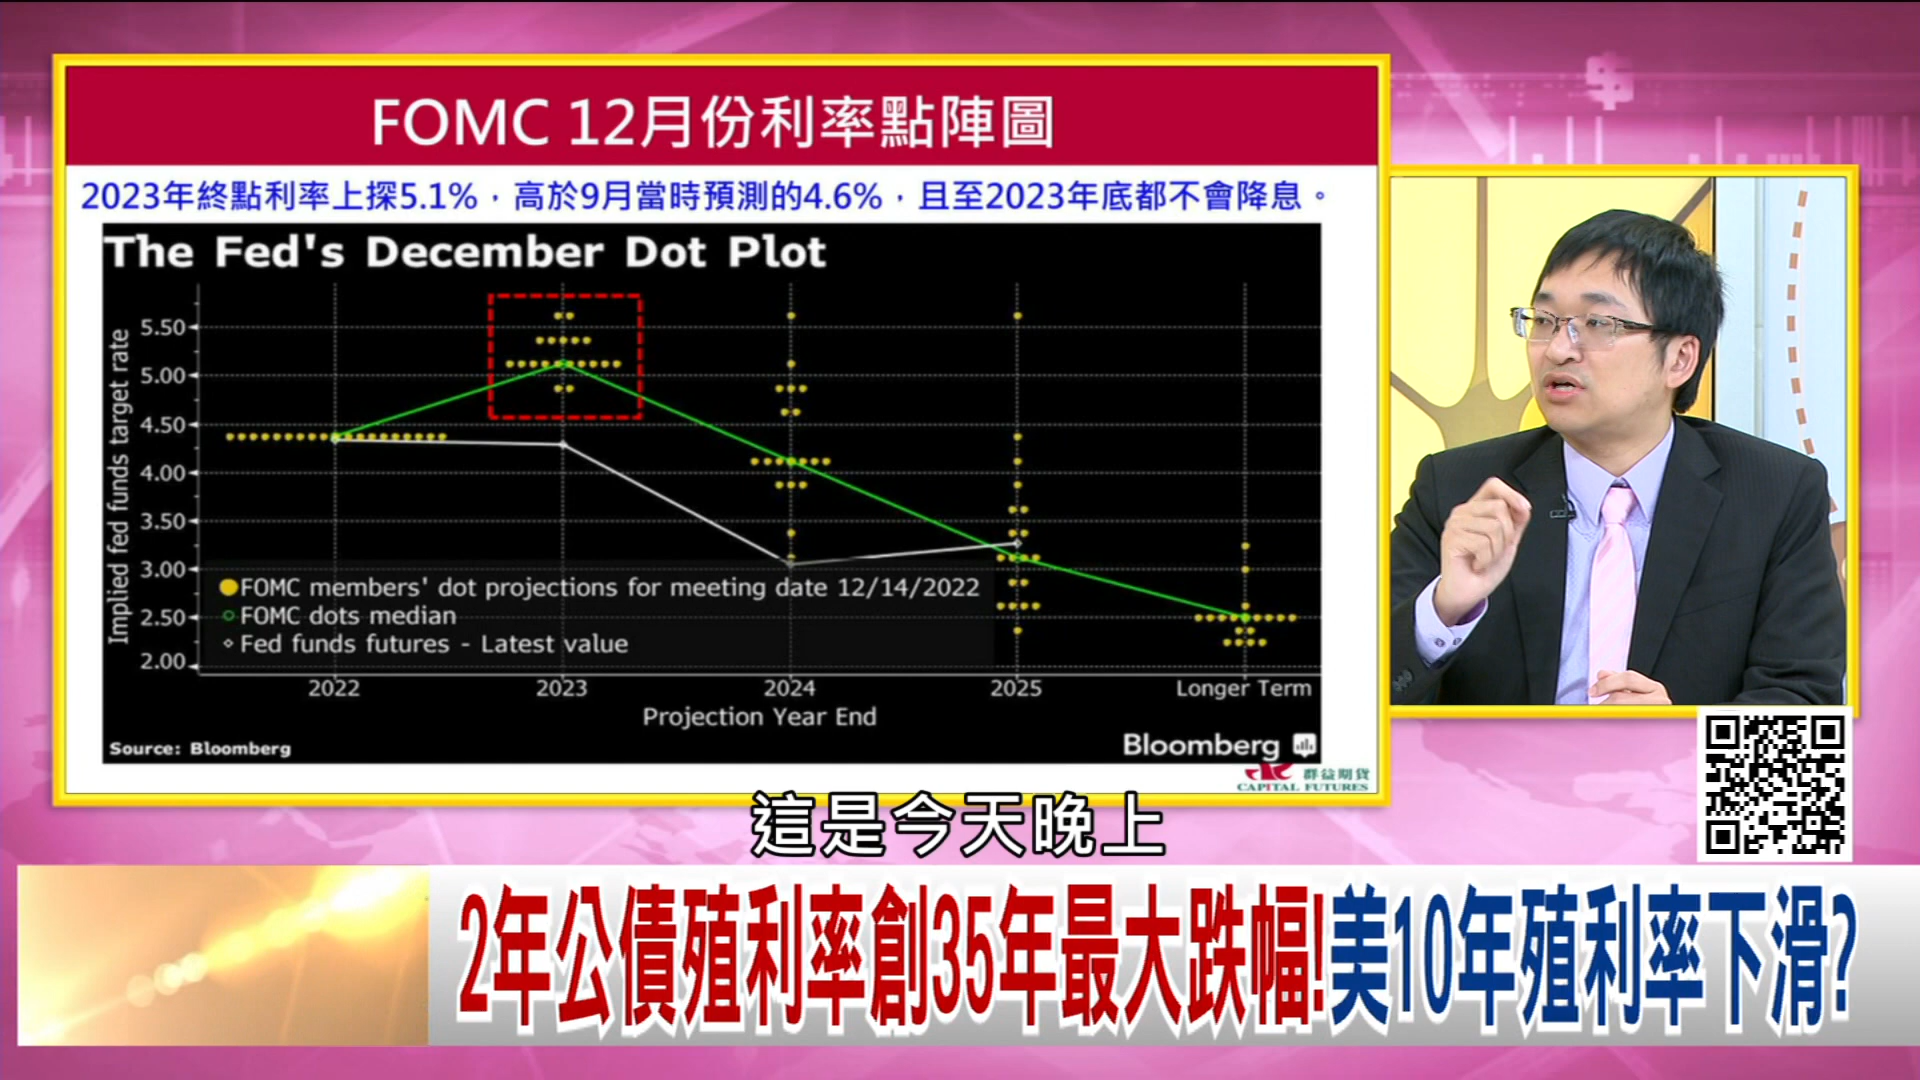 FOMC 12月份利率點陣圖
2023年終點利率上探5.1%，高於9月當時預測的4.6%，且至2023年底都不會降息。
The Fed's December Dot Plot
Implied fed funds target rate
5.50
5.00
4.50
4.00
3.50
3.00
2.50
2.00
FOMC members' dot projections for meeting date 12/14/2022
FOMC dots median
Fed funds futures - Latest value
2022 2023 2024 2025 Longer Term
Projection Year End
Source: Bloomberg
Bloomberg
群益期貨
CAPITAL FUTURES
這是今天晚上
2年公債殖利率創35年最大跌幅!美10年殖利率下滑?